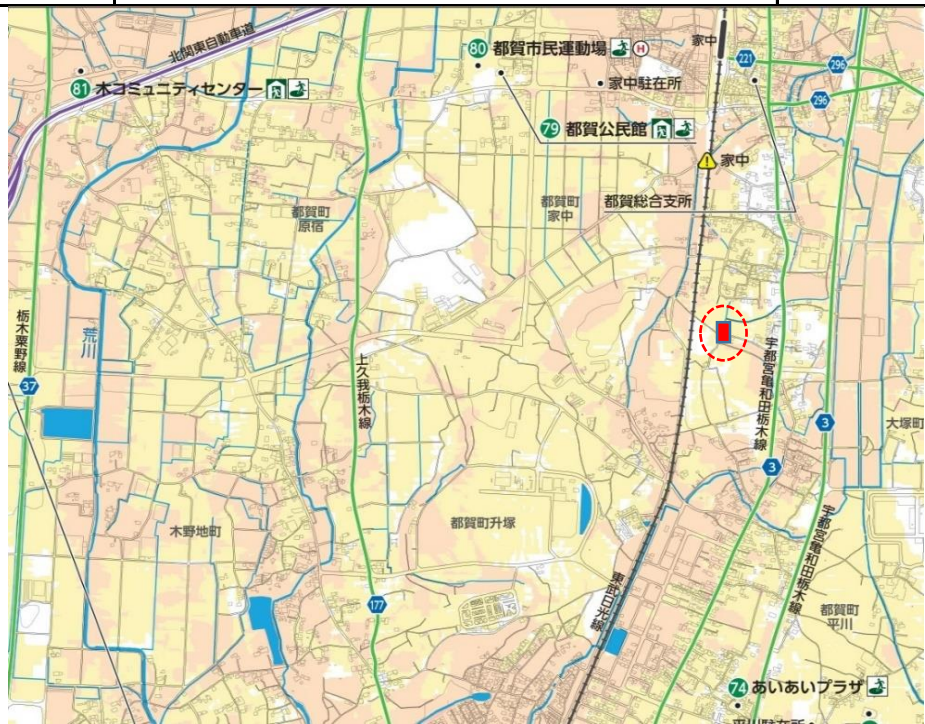 北関東自動車道
80 都賀市民運動場 H
家中
221
296
81 木コミュニティセンター
家中駐在所
296
79 都賀公民館
家中
都賀町
原宿
都賀町
家中
都賀総合支所
栃木粟野線
荒川
上久我栃木線
宇都宮亀和田栃木線
37
3
大塚町
3
都賀町升塚
木野地町
宇都宮亀和田栃木線
177
東武日光線
都賀町
平川
74 あいあいプラザ